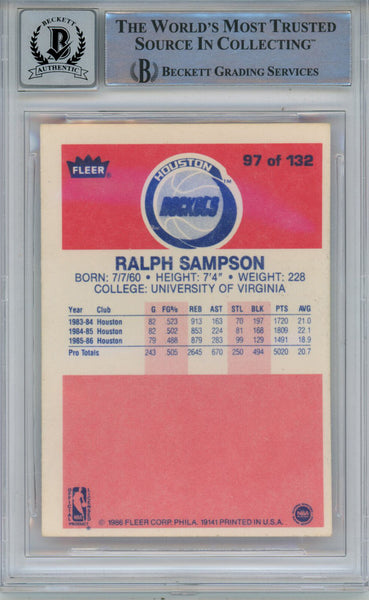 BECKETT
B
AUTHENTIC
THE WORLD'S MOST TRUSTED
SOURCE IN COLLECTING™
B BECKETT GRADING SERVICES
FLEER
HOUSTON
ROCKETS
TM
97 of 132
RALPH SAMPSON
BORN: 7/7/60 • HEIGHT: 7'4" • WEIGHT: 228
COLLEGE: UNIVERSITY OF VIRGINIA
Year Club G FG% REB AST STL BLK PTS AVG
1983-84 Houston 82 523 913 163 70 197 1720 21.0
1984-85 Houston 82 502 853 224 81 168 1809 22.1
1985-86 Houston 79 488 879 283 99 129 1491 18.9
Pro Totals 243 505 2645 670 250 494 5020 20.7
NBA
PRODUCT
© 1986 FLEER CORP. PHILA. 19141 PRINTED IN U.S.A.
NBA